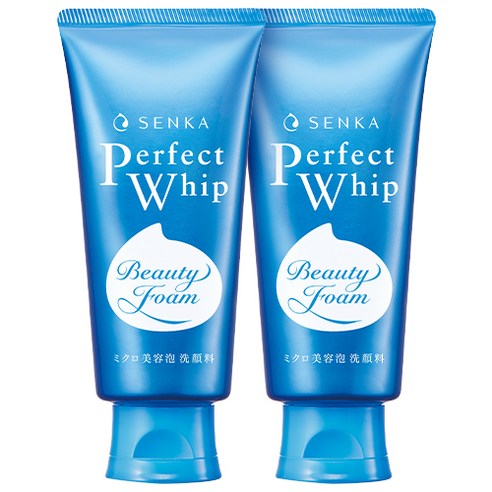 SENKA
Perfect
Whip
Beauty
Foam
ミクロ美容泡 洗顔料
SENKA
Perfect
Whip
Beauty
Foam
ミクロ美容泡 洗顔料